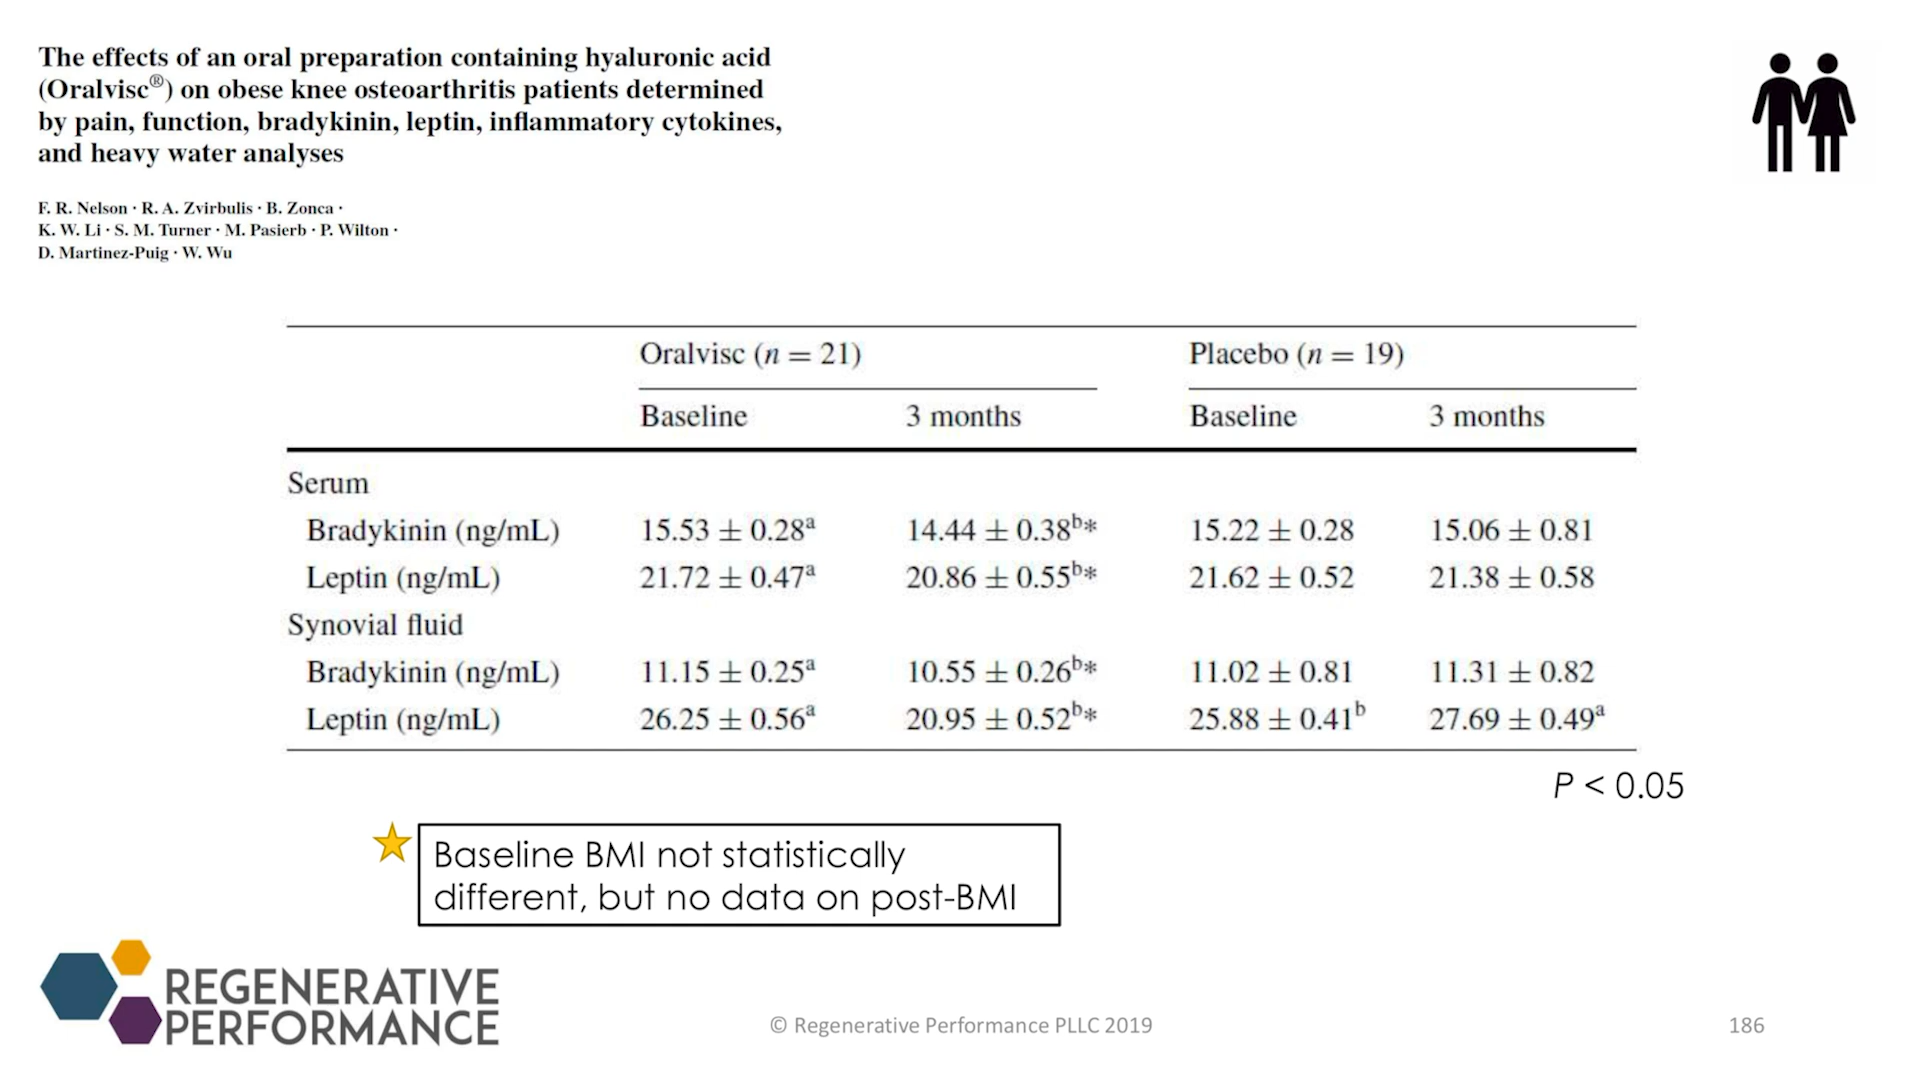 The effects of an oral preparation containing hyaluronic acid
(Oralvisc®) on obese knee osteoarthritis patients determined
by pain, function, bradykinin, leptin, inflammatory cytokines,
and heavy water analyses
F. R. Nelson · R. A. Zvirbulis · B. Zonca ·
K. W. Li · S. M. Turner · M. Pasierb · P. Wilton ·
D. Martinez-Puig · W. Wu
Oralvisc (n = 21) Placebo (n = 19)
Baseline 3 months Baseline 3 months
Serum
Bradykinin (ng/mL) 15.53 ± 0.28ᵃ 14.44 ± 0.38ᵇ* 15.22 ± 0.28 15.06 ± 0.81
Leptin (ng/mL) 21.72 ± 0.47ᵃ 20.86 ± 0.55ᵇ* 21.62 ± 0.52 21.38 ± 0.58
Synovial fluid
Bradykinin (ng/mL) 11.15 ± 0.25ᵃ 10.55 ± 0.26ᵇ* 11.02 ± 0.81 11.31 ± 0.82
Leptin (ng/mL) 26.25 ± 0.56ᵃ 20.95 ± 0.52ᵇ* 25.88 ± 0.41ᵇ 27.69 ± 0.49ᵃ
P < 0.05
Baseline BMI not statistically
different, but no data on post-BMI
REGENERATIVE
PERFORMANCE
© Regenerative Performance PLLC 2019
186